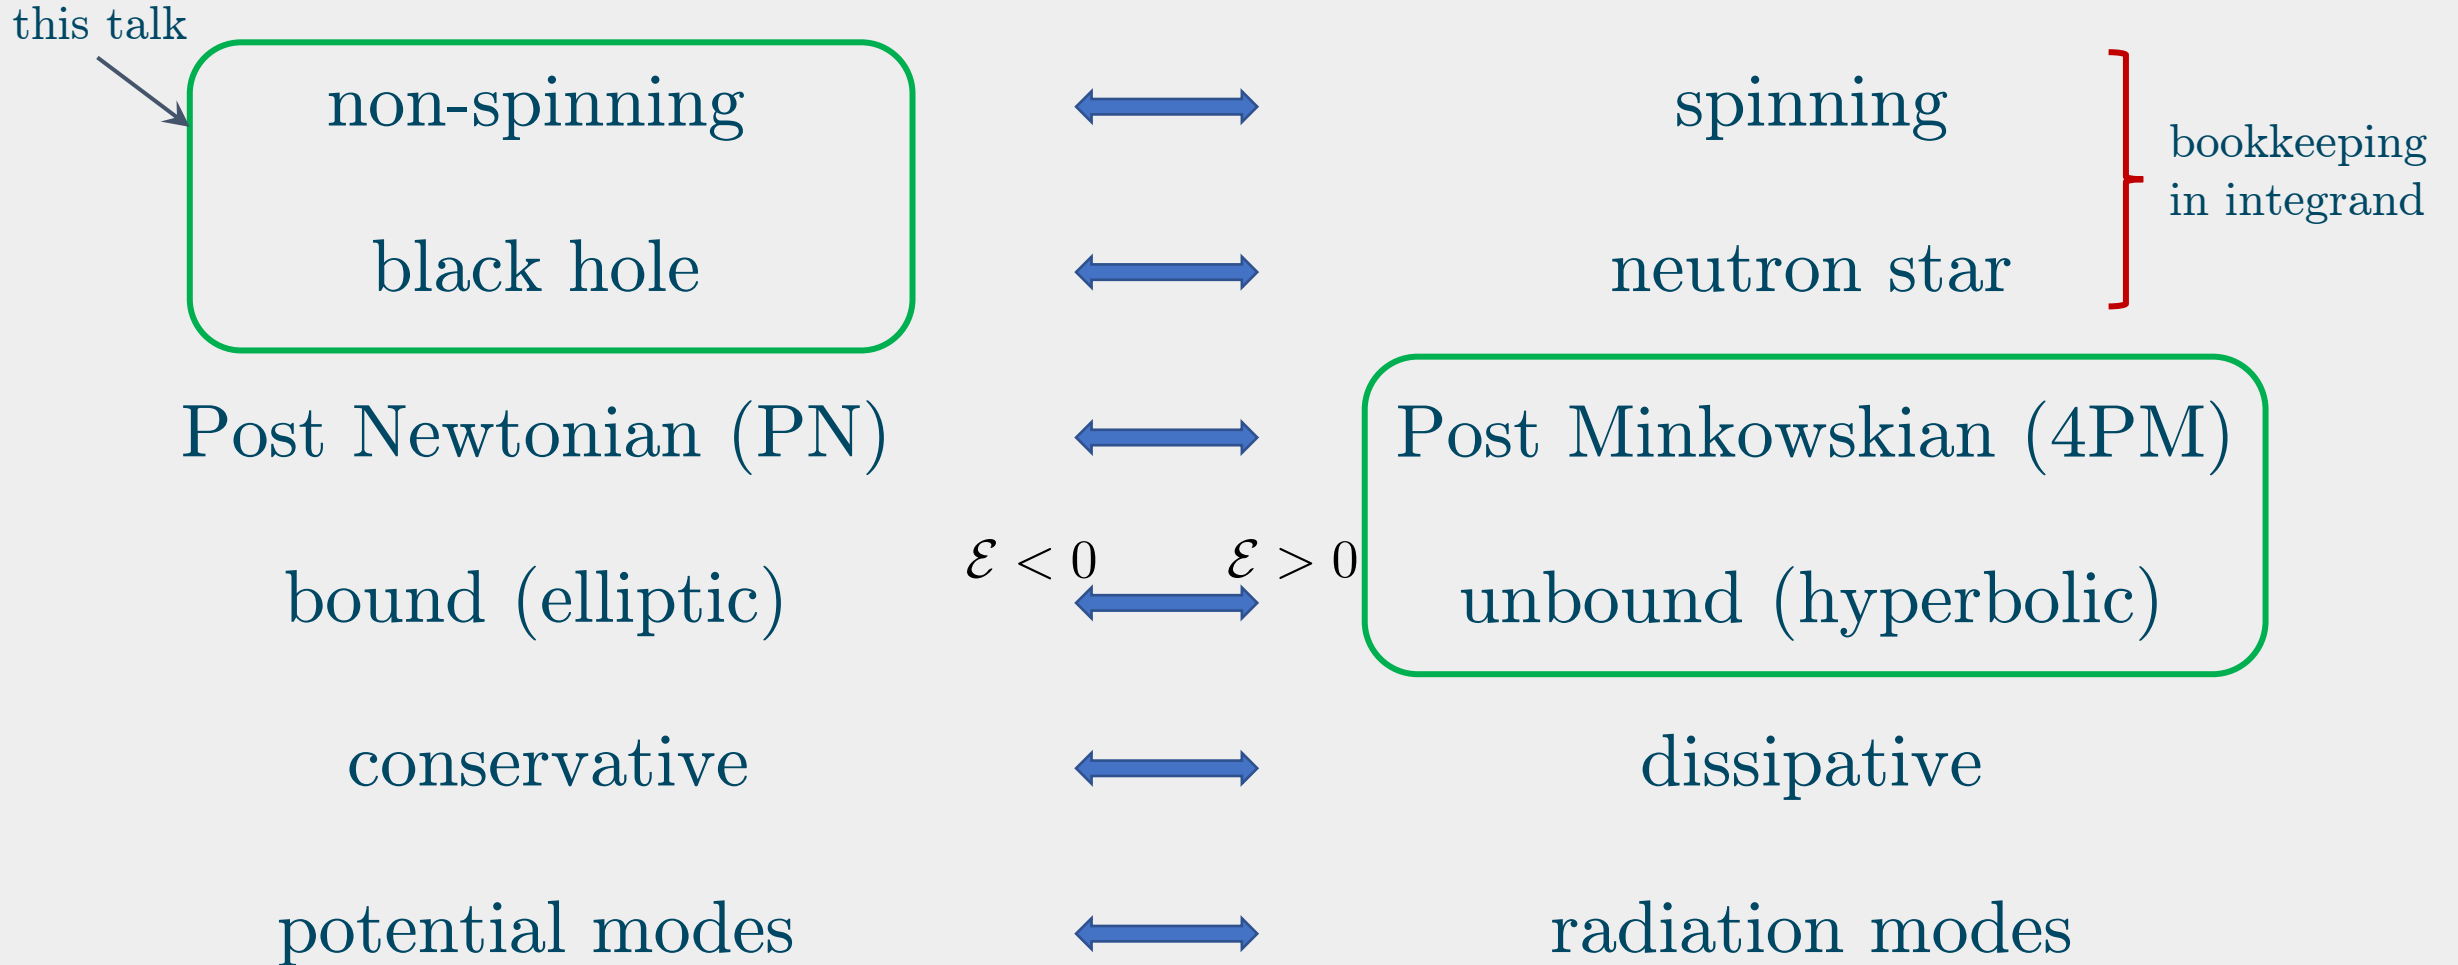 this talk
non-spinning
spinning
bookkeeping
in integrand
black hole
neutron star
Post Newtonian (PN)
Post Minkowskian (4PM)
ℰ < 0
ℰ > 0
bound (elliptic)
unbound (hyperbolic)
conservative
dissipative
potential modes
radiation modes